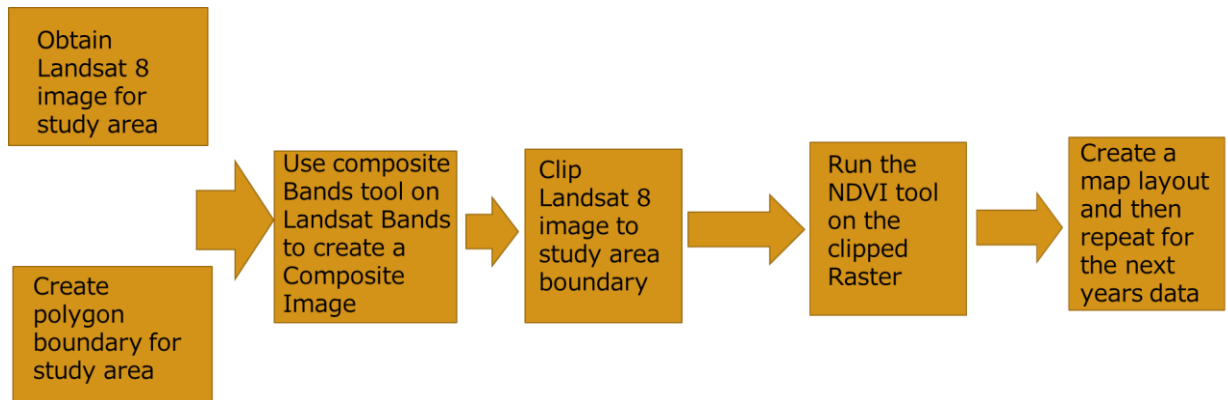 Obtain
Landsat 8
image for
study area
Create
polygon
boundary for
study area
Use composite
Bands tool on
Landsat Bands
to create a
Composite
Image
Clip
Landsat 8
image to
study area
boundary
Run the
NDVI tool
on the
clipped
Raster
Create a
map layout
and then
repeat for
the next
years data